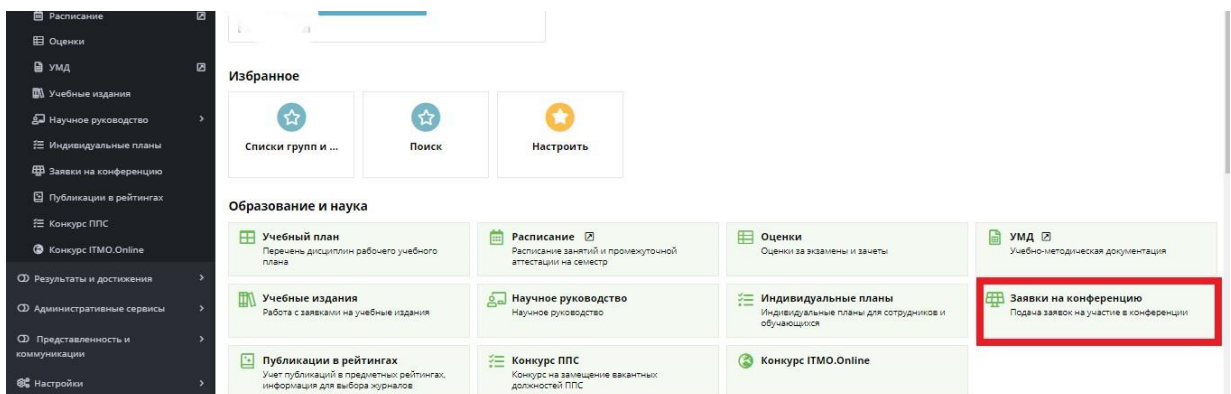 Расписание
Оценки
УМД
Учебные издания
Научное руководство
Индивидуальные планы
Заявки на конференцию
Публикации в рейтингах
Конкурс ППС
Конкурс ITMO.Online
Результаты и достижения
Административные сервисы
Представленность и
коммуникации
Настройки
Избранное
Списки групп и ...
Поиск
Настроить
Образование и наука
Учебный план
Перечень дисциплин рабочего учебного
плана
Расписание
Расписание занятий и промежуточной
аттестации на семестр
Оценки
Оценки за экзамены и зачеты
УМД
Учебно-методическая документация
Учебные издания
Работа с заявками на учебные издания
Научное руководство
Научное руководство
Индивидуальные планы
Индивидуальные планы для сотрудников и
обучающихся
Заявки на конференцию
Подача заявок на участие в конференции
Публикации в рейтингах
Учет публикаций в предметных рейтингах,
информация для выбора журналов
Конкурс ППС
Конкурс на замещение вакантных
должностей ППС
Конкурс ITMO.Online